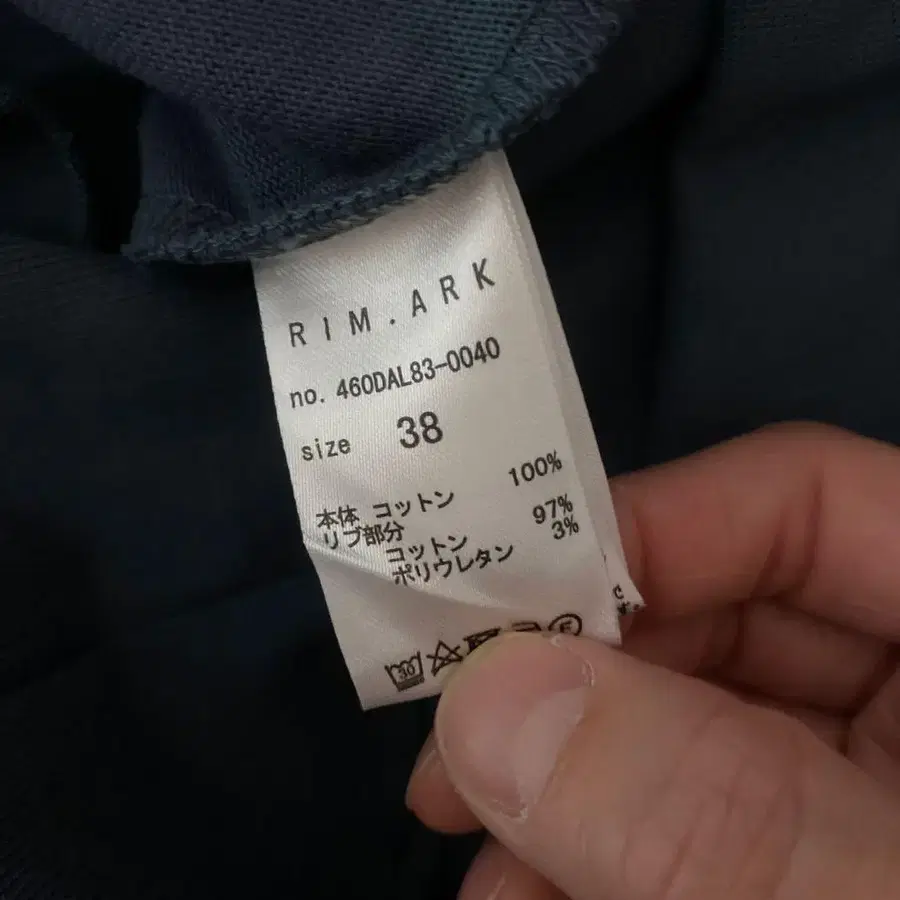 RIM.ARK
no. 460DAL83-0040
size 38
本体 コットン 100%
リブ部分
コットン 97%
ポリウレタン 3%
30